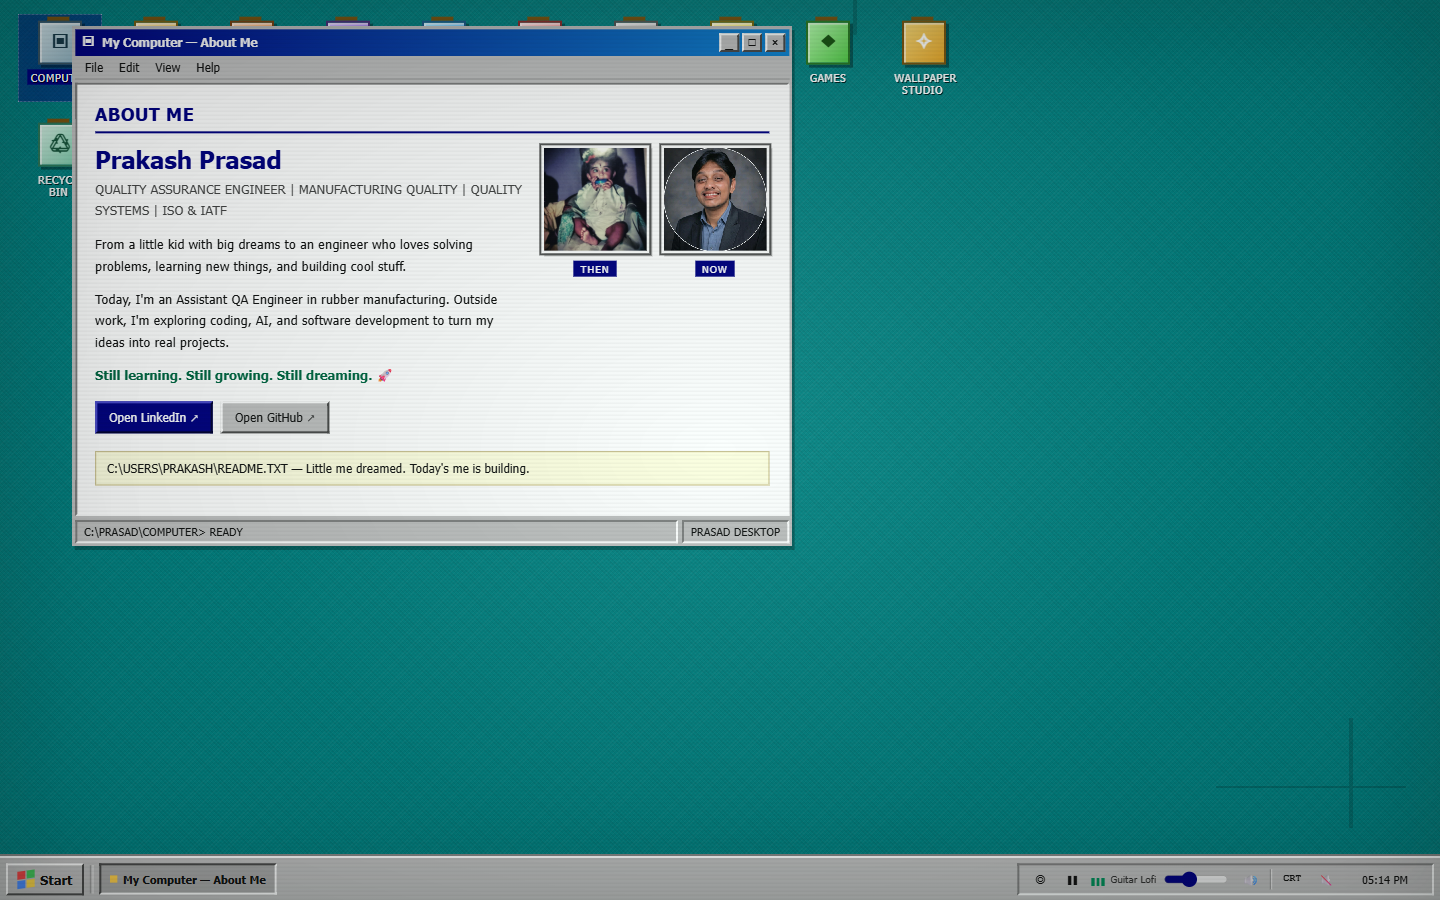 My Computer — About Me
File Edit View Help
ABOUT ME
Prakash Prasad
QUALITY ASSURANCE ENGINEER | MANUFACTURING QUALITY | QUALITY
SYSTEMS | ISO & IATF
From a little kid with big dreams to an engineer who loves solving
problems, learning new things, and building cool stuff.
Today, I'm an Assistant QA Engineer in rubber manufacturing. Outside
work, I'm exploring coding, AI, and software development to turn my
ideas into real projects.
Still learning. Still growing. Still dreaming. 🚀
THEN
NOW
Open LinkedIn ↗
Open GitHub ↗
C:\USERS\PRAKASH\README.TXT — Little me dreamed. Today's me is building.
C:\PRASAD\COMPUTER> READY
PRASAD DESKTOP
COMPUT
RECYC
BIN
GAMES
WALLPAPER
STUDIO
Start
My Computer — About Me
Guitar Lofi
CRT
05:14 PM